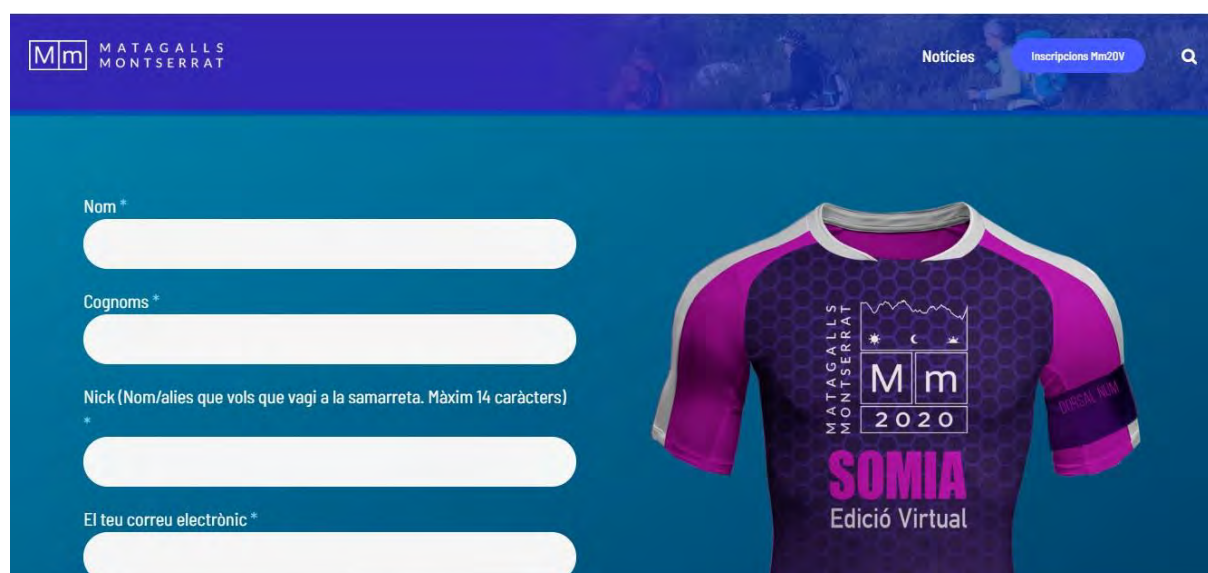 Mm MATAGALLS
MONTSERRAT
Notícies
Inscripcions Mm20V
Nom *
Cognoms *
Nick (Nom/alies que vols que vagi a la samarreta. Màxim 14 caràcters)
*
El teu correu electrònic *
MATAGALLS
MONTSERRAT
M m
2020
SOMIA
Edició Virtual
DORSAL NÚM